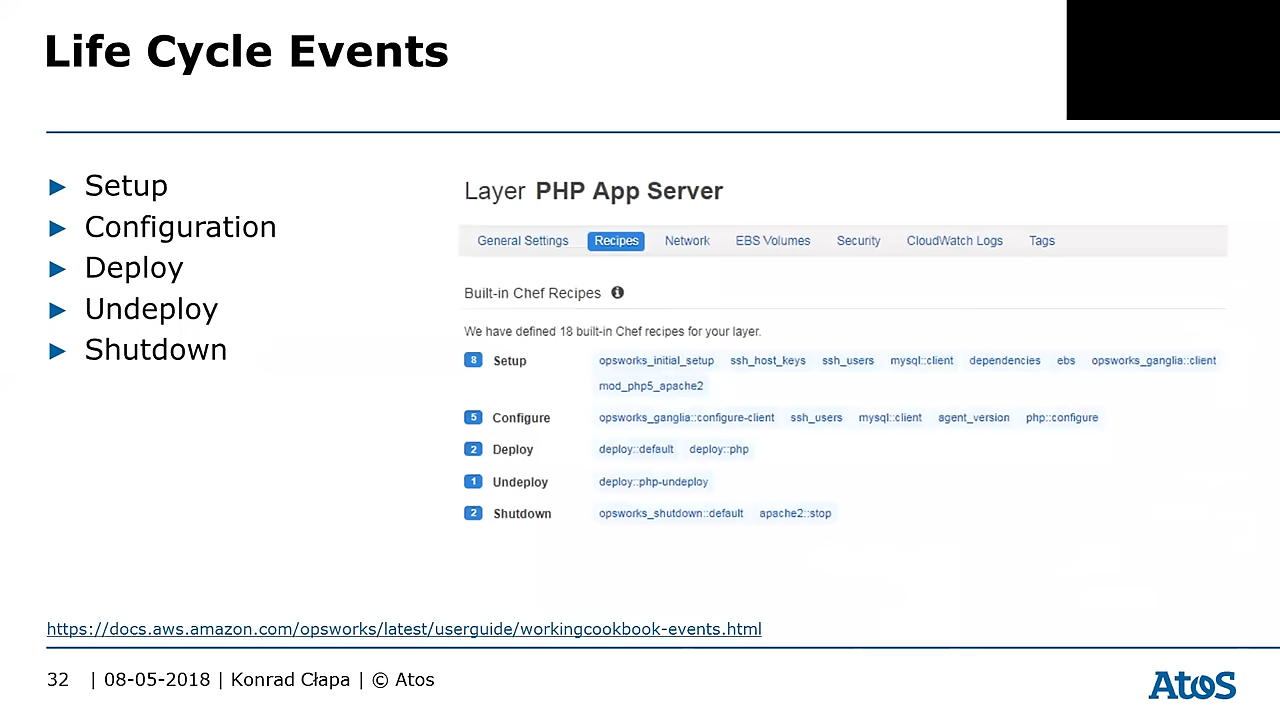 Life Cycle Events
► Setup
► Configuration
► Deploy
► Undeploy
► Shutdown
Layer PHP App Server
General Settings Recipes Network EBS Volumes Security CloudWatch Logs Tags
Built-in Chef Recipes
We have defined 18 built-in Chef recipes for your layer.
8 Setup opsworks_initial_setup ssh_host_keys ssh_users mysql::client dependencies ebs opsworks_ganglia::client
mod_php5_apache2
5 Configure opsworks_ganglia::configure-client ssh_users mysql::client agent_version php::configure
2 Deploy deploy::default deploy::php
1 Undeploy deploy::php-undeploy
2 Shutdown opsworks_shutdown::default apache2::stop
https://docs.aws.amazon.com/opsworks/latest/userguide/workingcookbook-events.html
32 | 08-05-2018 | Konrad Cłapa | © Atos
Atos